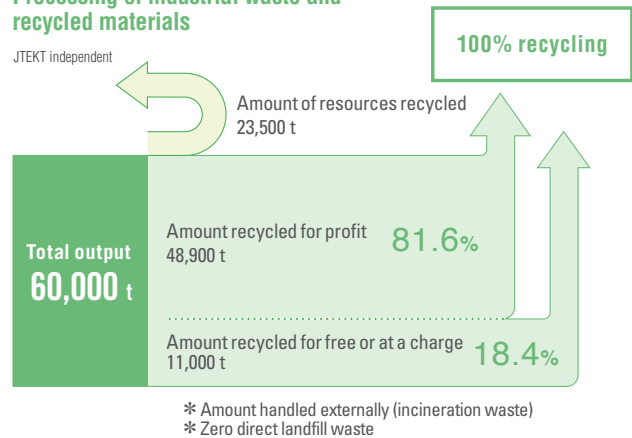 Processing of industrial waste and
recycled materials
JTEKT independent
100% recycling
Amount of resources recycled
23,500 t
Total output
60,000 t
Amount recycled for profit
48,900 t
81.6%
Amount recycled for free or at a charge
11,000 t
18.4%
* Amount handled externally (incineration waste)
* Zero direct landfill waste